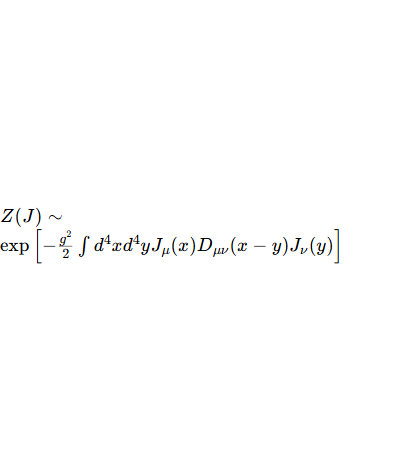 Z(J) ∼
exp [−g²/2 ∫ d⁴xd⁴yJ_μ(x)D_μν(x − y)J_ν(y)]